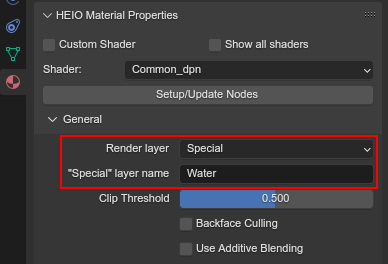 HEIO Material Properties
Custom Shader Show all shaders
Shader: Common_dpn
Setup/Update Nodes
General
Render layer Special
"Special" layer name Water
Clip Threshold 0.500
Backface Culling
Use Additive Blending